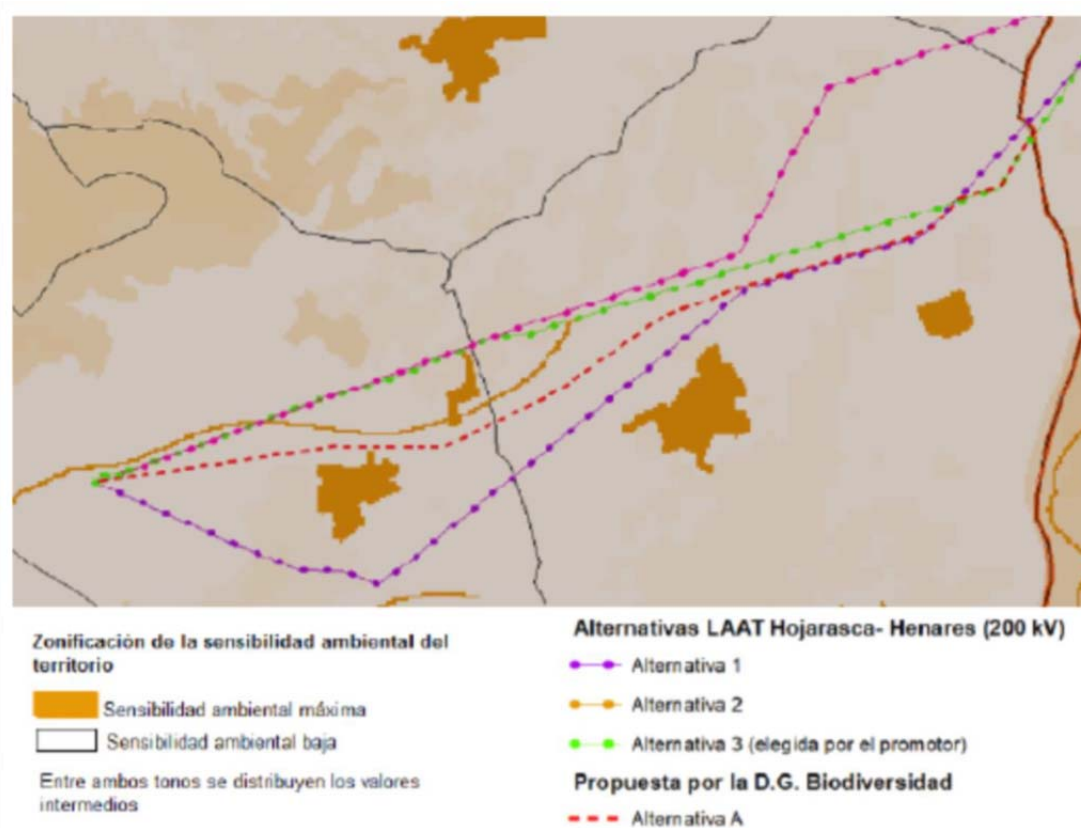 Zonificación de la sensibilidad ambiental del
territorio
Sensibilidad ambiental máxima
Sensibilidad ambiental baja
Entre ambos tonos se distribuyen los valores
intermedios
Alternativas LAAT Hojarasca- Henares (200 kV)
Alternativa 1
Alternativa 2
Alternativa 3 (elegida por el promotor)
Propuesta por la D.G. Biodiversidad
Alternativa A